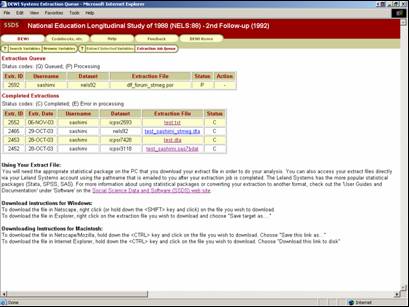 DEWI Systems Extraction Queue - Microsoft Internet Explorer
File Edit View Favorites Tools Help
SSDS National Education Longitudinal Study of 1988 (NELS:88) - 2nd Follow-up (1992)
DEWI Codebooks, etc. Help Feedback DEWI Home
Search Variables Browse Variables ? Extract Selected Variables Extraction Job Queue
Extraction Queue
Status codes: (Q) Queued; (P) Processing
Extr. ID Username Dataset Extraction File Status Action
2692 sashimi nels92 dlf_forum_stmeg.por P -
Completed Extractions
Status codes: (C) Completed; (E) Error in processing
Extr. ID Extr. Date Username Dataset Extraction File Status
2552 06-NOV-03 sashimi icpsr2693 test.txt C
2465 29-OCT-03 sashimi nels92 test_sashimi_stmeg.dta C
2453 28-OCT-03 sashimi icpsr7428 test.dta C
2452 28-OCT-03 sashimi icpsr3118 test_sashimi.sas7bdat C
Using Your Extract File:
You will need the appropriate statistical package on the PC that you download your extract file in order to do your analysis. You can also access your extract files directly
via your Leland Systems account using the pathname that is emailed to you after your extraction job is completed. The Leland Systems has the more popular statistical
packages (Stata, SPSS, SAS). For more information about using statistical packages or converting your extraction to another format, check out the 'User Guides and
Documentation' under 'Software' on the Social Science Data and Software (SSDS) web site.
Download Instructions for Windows:
To download the file in Netscape, right click (or hold down the <SHIFT> key and click) on the file you wish to download.
To download the file in Explorer, right click on the extraction file you wish to download and choose "Save target as..."
Downloading Instructions for Macintosh:
To download the file in Netscape/Mozilla, hold down the <CTRL> key and click on the file you wish to download. Choose "Save this link as..."
To download the file in Internet Explorer, hold down the <CTRL> key and click on the file you wish to download. Choose "Download this link to disk"
Done Internet